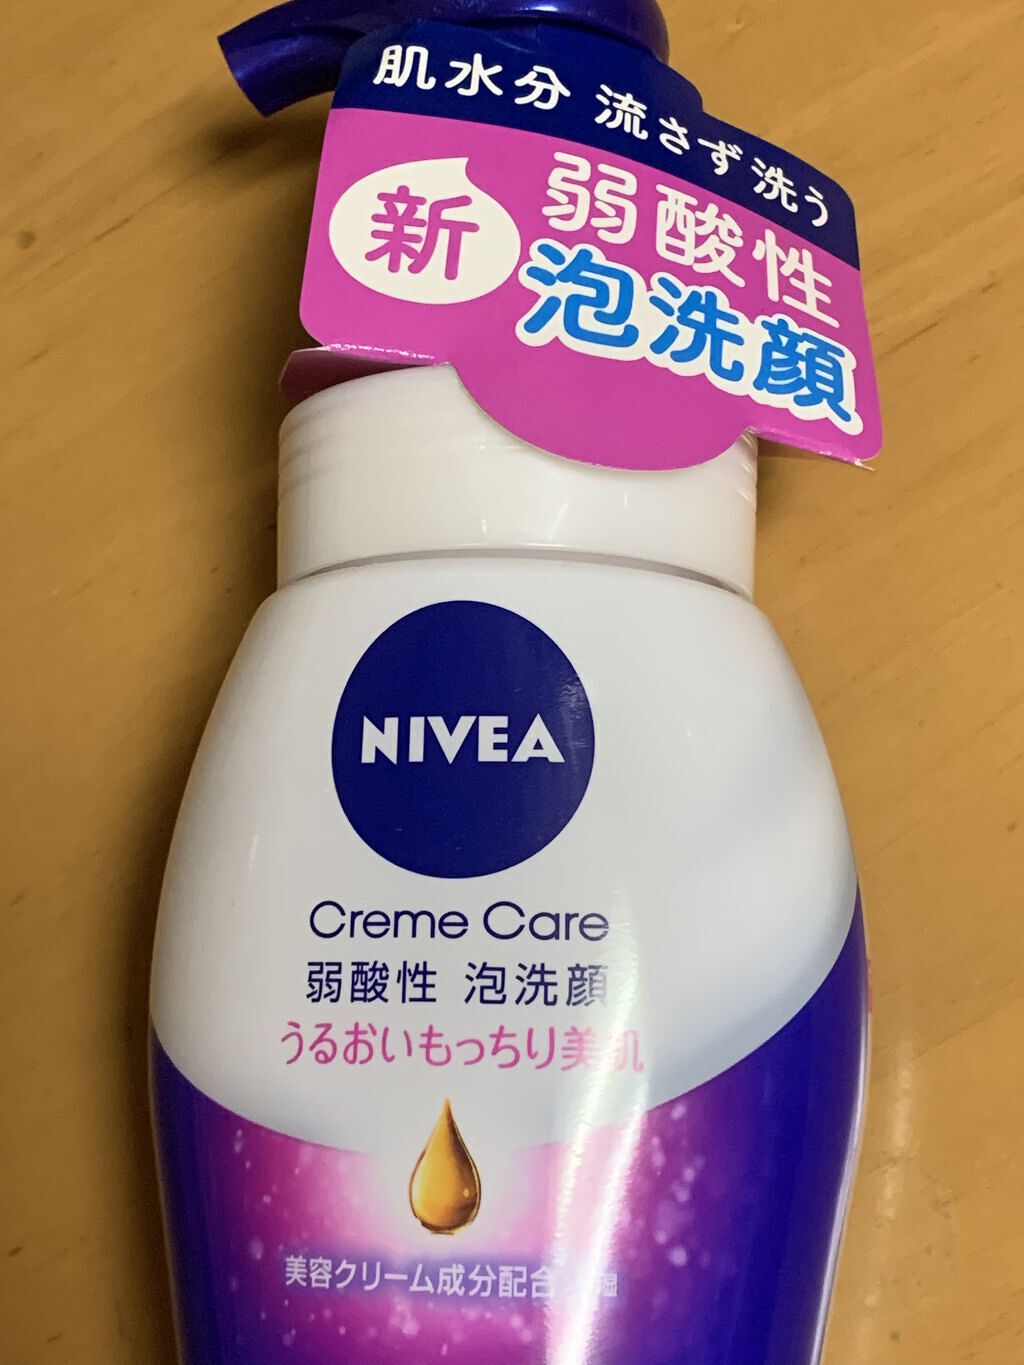 肌水分 流さず洗う
新
弱酸性
泡洗顔
NIVEA
Creme Care
弱酸性 泡洗顔
うるおいもっちり美肌
美容クリーム成分配合